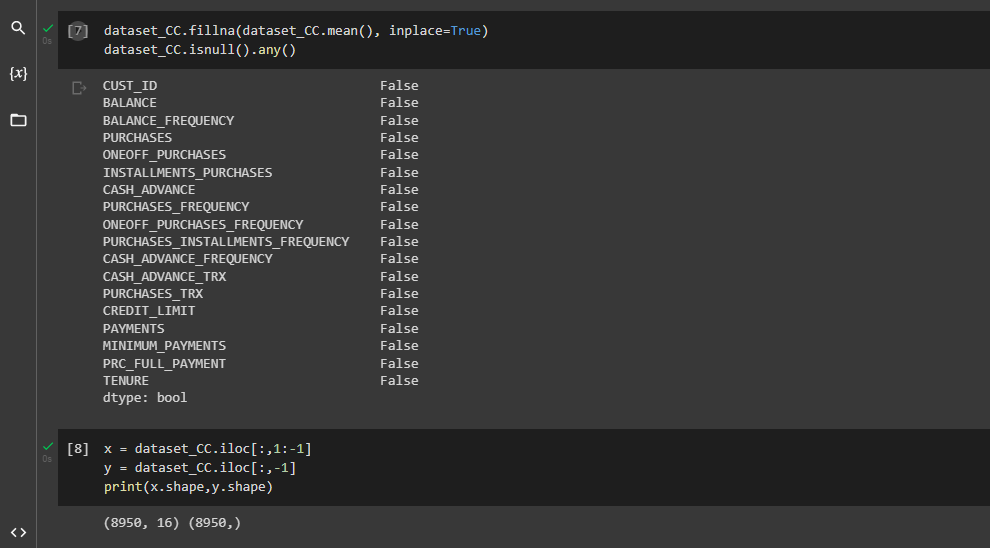 [7] dataset_CC.fillna(dataset_CC.mean(), inplace=True)
0s
dataset_CC.isnull().any()
{x}
CUST_ID False
BALANCE False
BALANCE_FREQUENCY False
PURCHASES False
ONEOFF_PURCHASES False
INSTALLMENTS_PURCHASES False
CASH_ADVANCE False
PURCHASES_FREQUENCY False
ONEOFF_PURCHASES_FREQUENCY False
PURCHASES_INSTALLMENTS_FREQUENCY False
CASH_ADVANCE_FREQUENCY False
CASH_ADVANCE_TRX False
PURCHASES_TRX False
CREDIT_LIMIT False
PAYMENTS False
MINIMUM_PAYMENTS False
PRC_FULL_PAYMENT False
TENURE False
dtype: bool
[8] x = dataset_CC.iloc[:,1:-1]
0s
y = dataset_CC.iloc[:,-1]
print(x.shape,y.shape)
(8950, 16) (8950,)